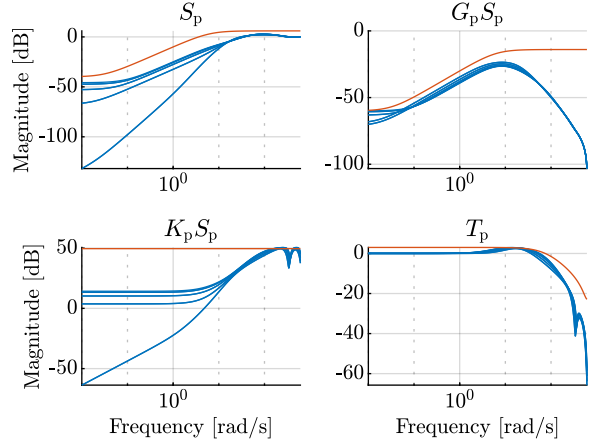 S_p
G_pS_p
Magnitude [dB]
0
-50
-100
10^0
0
-50
-100
10^0
K_pS_p
T_p
Magnitude [dB]
50
0
-50
10^0
Frequency [rad/s]
0
-20
-40
-60
10^0
Frequency [rad/s]